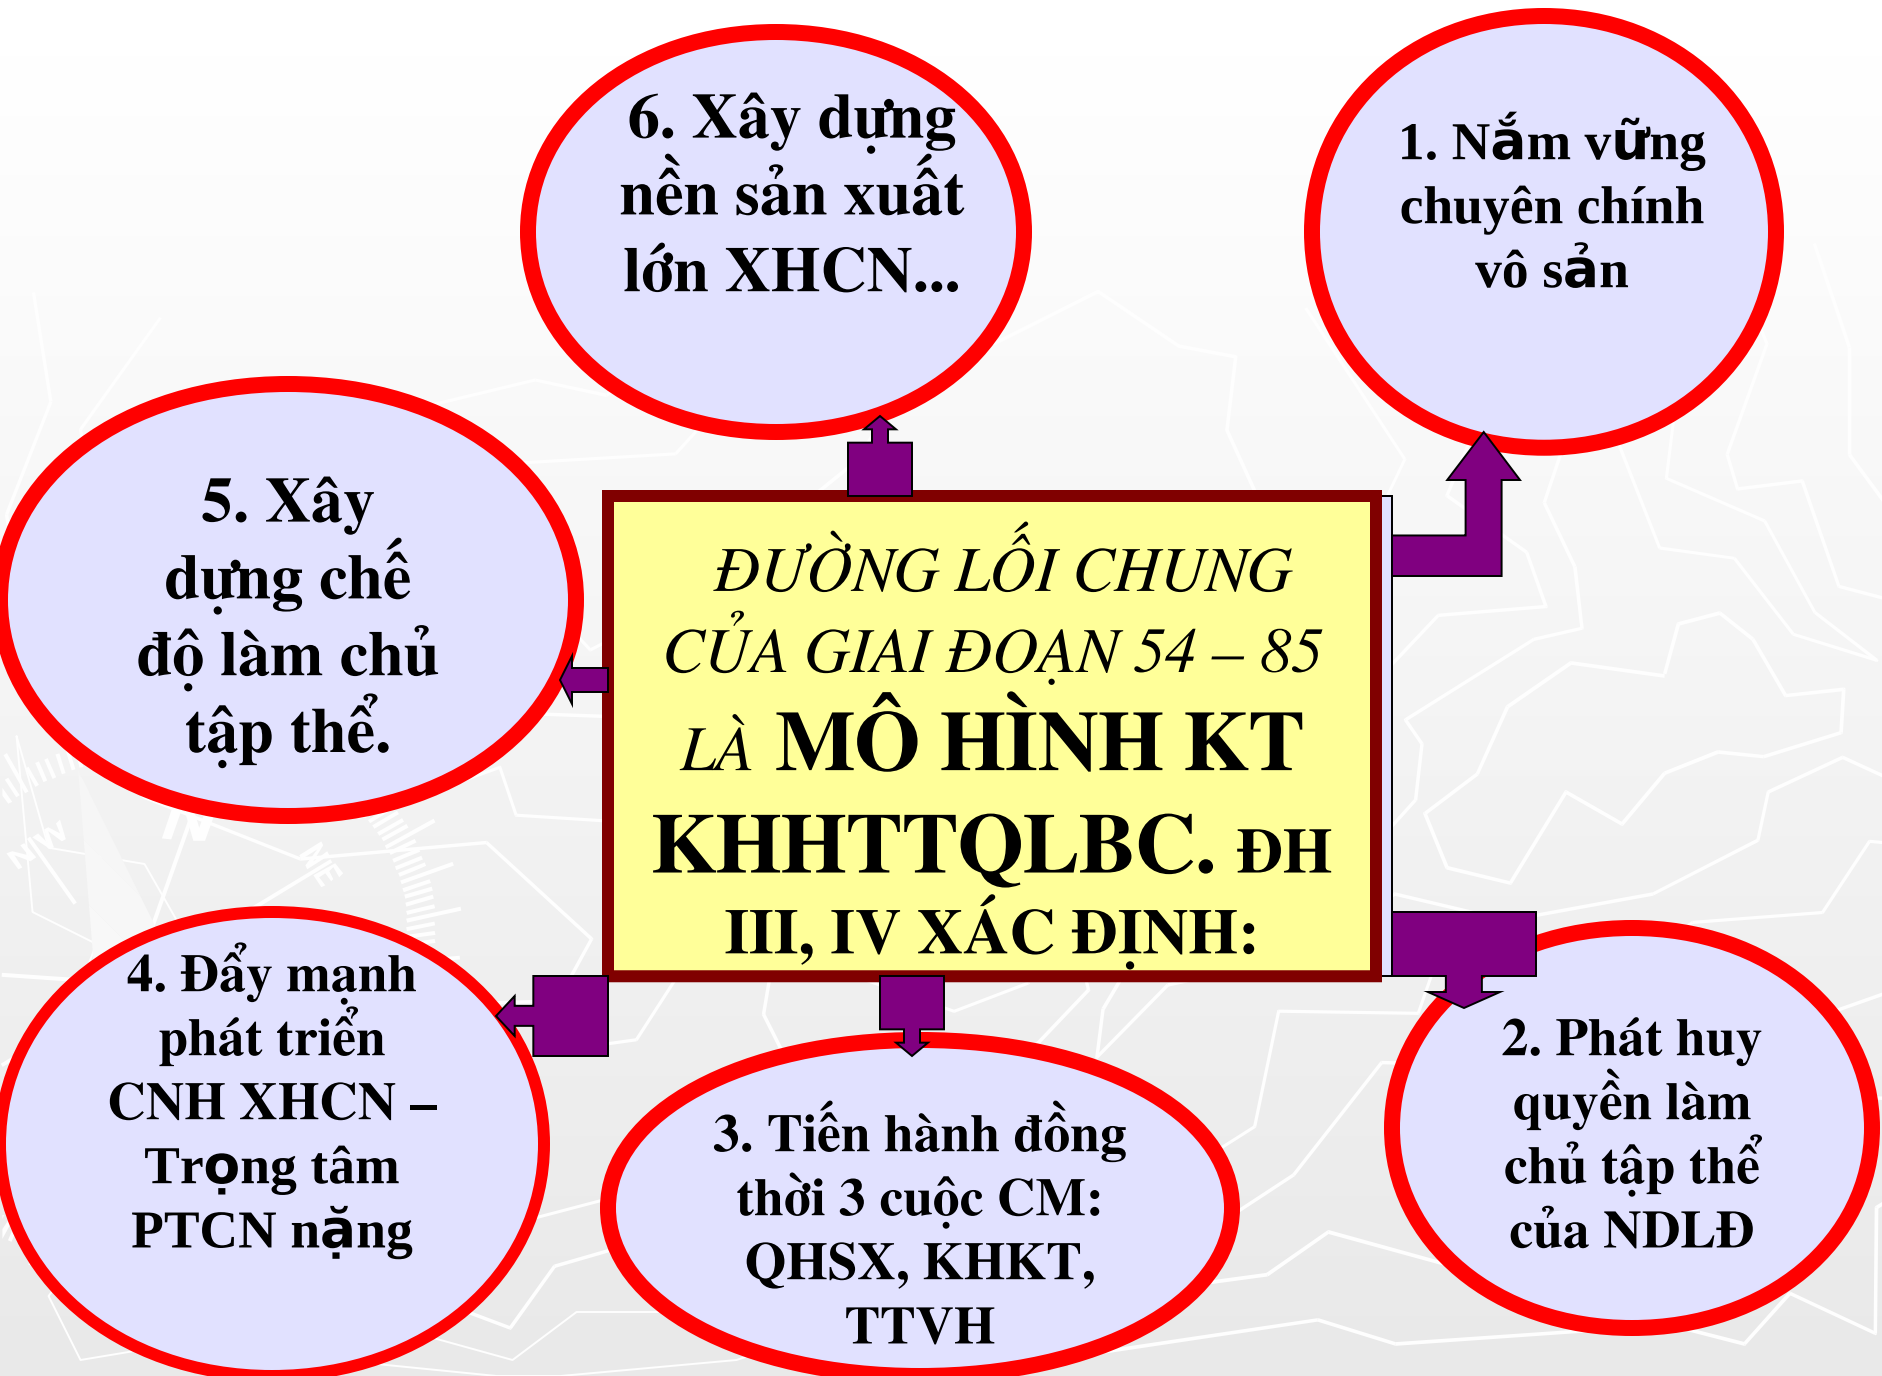 6. Xây dựng
nền sản xuất
lớn XHCN...
1. Nắm vững
chuyên chính
vô sản
5. Xây
dựng chế
độ làm chủ
tập thể.
ĐƯỜNG LỐI CHUNG
CỦA GIAI ĐOẠN 54 – 85
LÀ MÔ HÌNH KT
KHHTTQLBC. ĐH
III, IV XÁC ĐỊNH:
4. Đẩy mạnh
phát triển
CNH XHCN –
Trọng tâm
PTCN nặng
3. Tiến hành đồng
thời 3 cuộc CM:
QHSX, KHKT,
TTVH
2. Phát huy
quyền làm
chủ tập thể
của NDLĐ
NW
N
NE